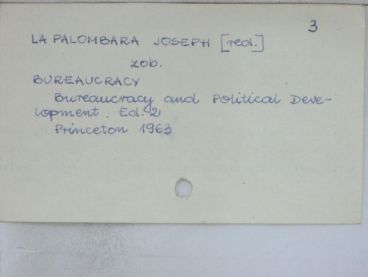 3
LA PALOMBARA JOSEPH [red.]
zob.
BUREAUCRACY
Bureaucracy and Political Deve-
lopment. Ed. 2
Princeton 1963